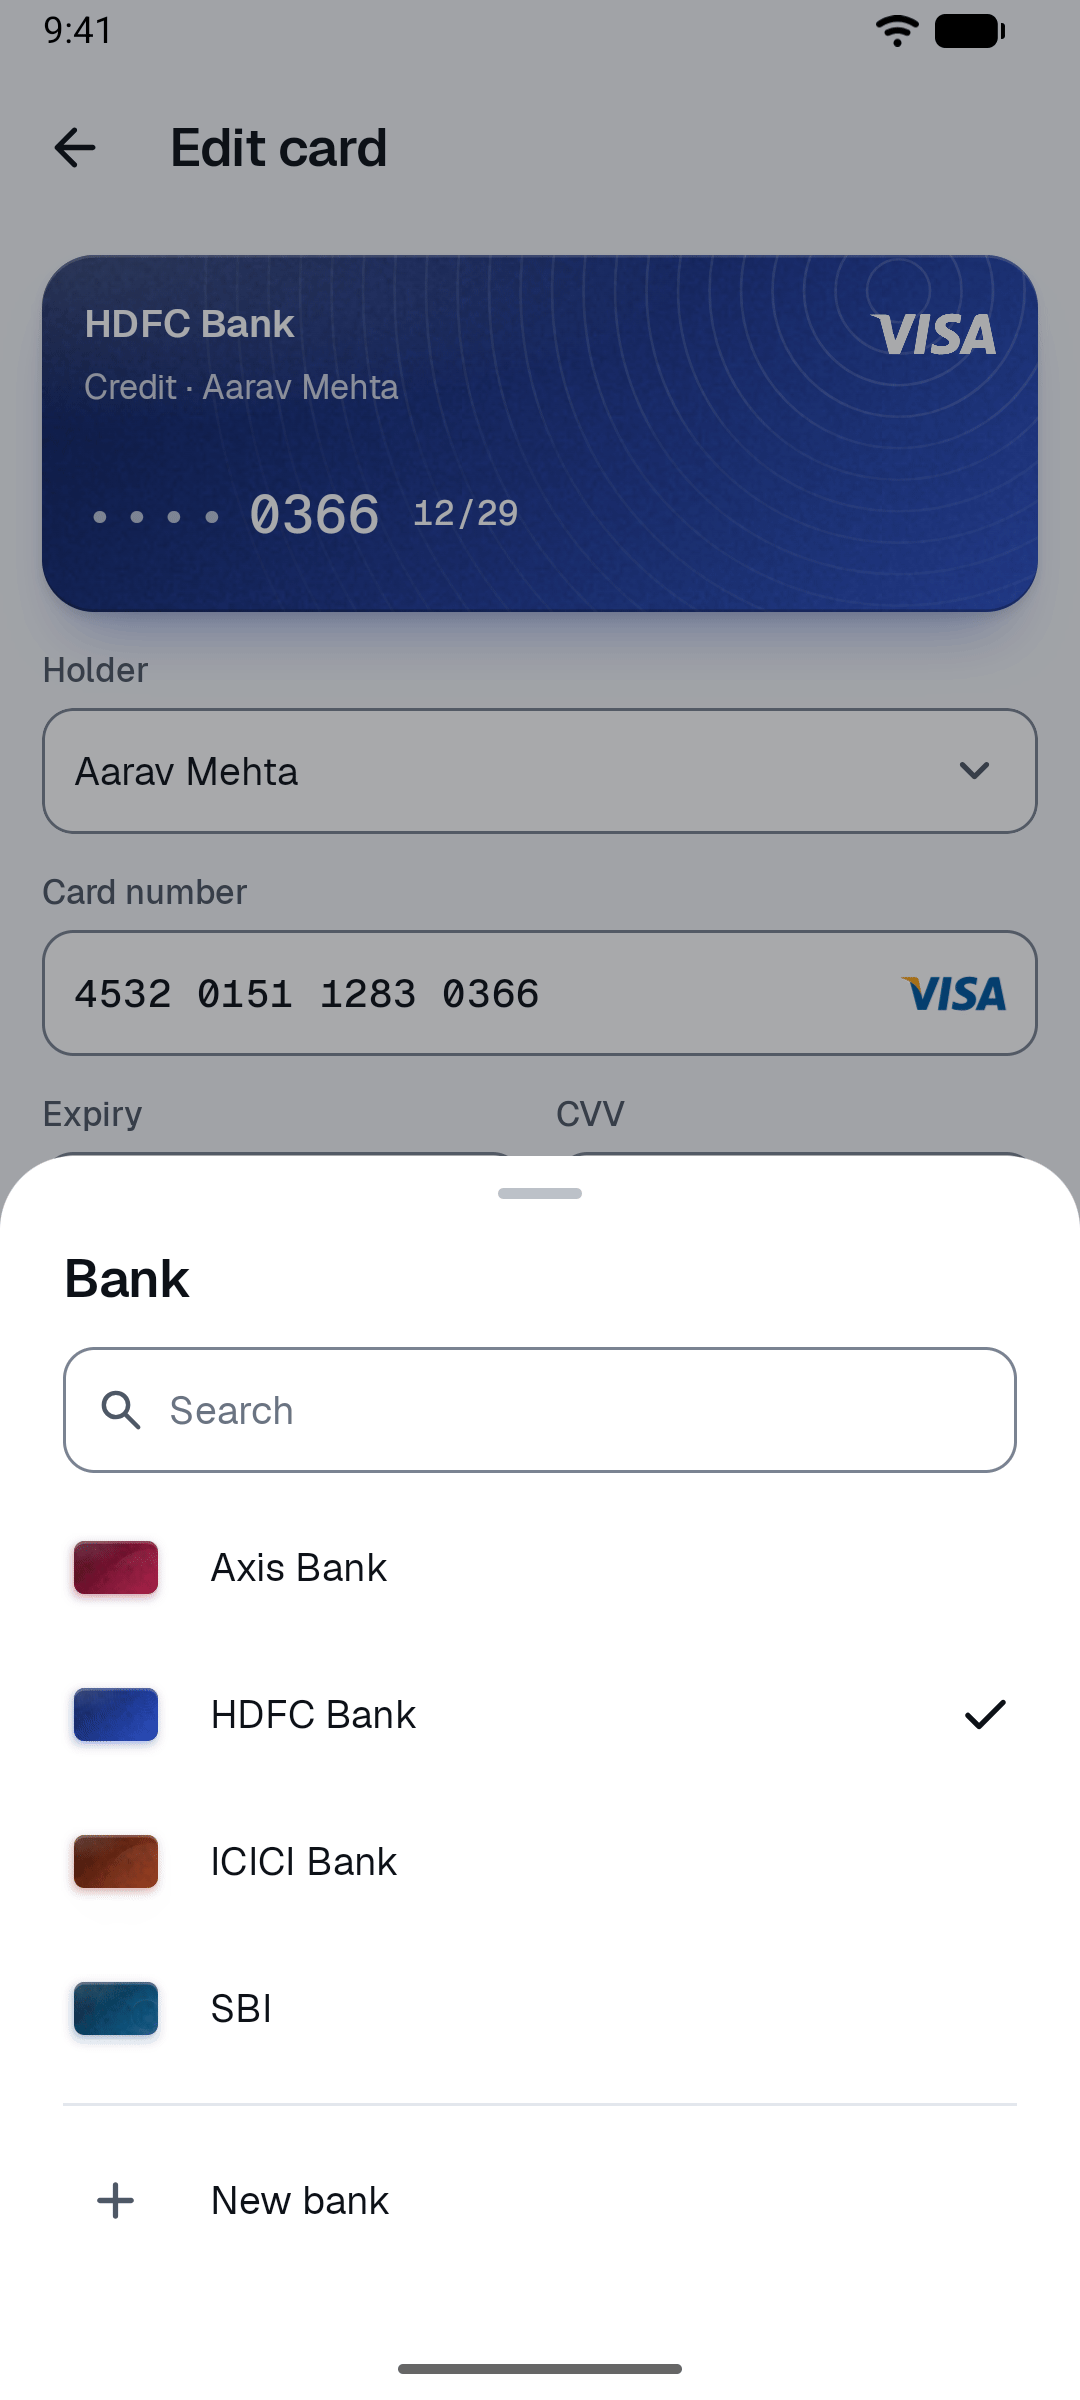 9:41
Edit card
HDFC Bank
VISA
Credit · Aarav Mehta
•••• 0366 12/29
Holder
Aarav Mehta
Card number
4532 0151 1283 0366
VISA
Expiry
CVV
Bank
Search
Axis Bank
HDFC Bank
ICICI Bank
SBI
New bank